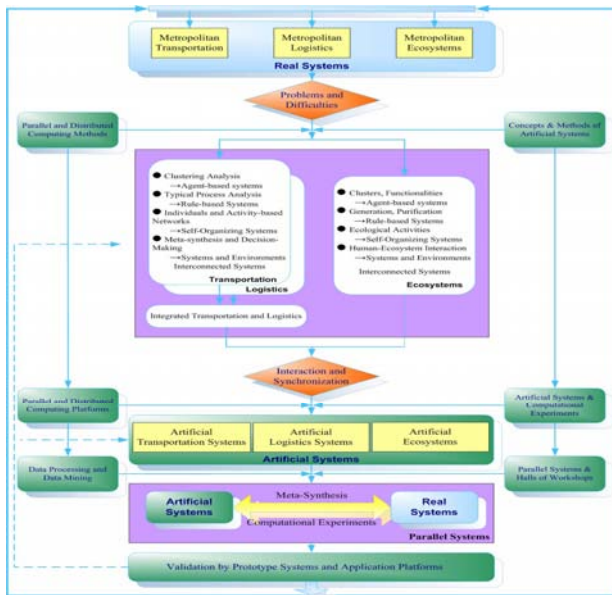 Metropolitan
Transportation
Metropolitan
Logistics
Metropolitan
Ecosystems
Real Systems
Problems and
Difficulties
Parallel and Distributed
Computing Methods
Concepts & Methods of
Artificial Systems
● Clustering Analysis
→Agent-based systems
● Typical Process Analysis
→Rule-based Systems
● Individuals and Activity-based
Networks
→Self-Organizing Systems
● Meta-synthesis and Decision-
Making
→Systems and Environments
Interconnected Systems
Transportation
Logistics
● Clusters, Functionalities
→Agent-based systems
● Generation, Purification
→Rule-based Systems
● Ecological Activities
→Self-Organizing Systems
● Human-Ecosystem Interaction
→Systems and Environments
Interconnected Systems
Ecosystems
Integrated Transportation and Logistics
Interaction and
Synchronization
Parallel and Distributed
Computing Platforms
Artificial Systems &
Computational
Experiments
Artificial
Transportation Systems
Artificial
Logistics Systems
Artificial
Ecosystems
Artificial Systems
Data Processing and
Data Mining
Parallel Systems &
Halls of Workshops
Artificial
Systems
Meta-Synthesis
Computational Experiments
Real
Systems
Parallel Systems
Validation by Prototype Systems and Application Platforms